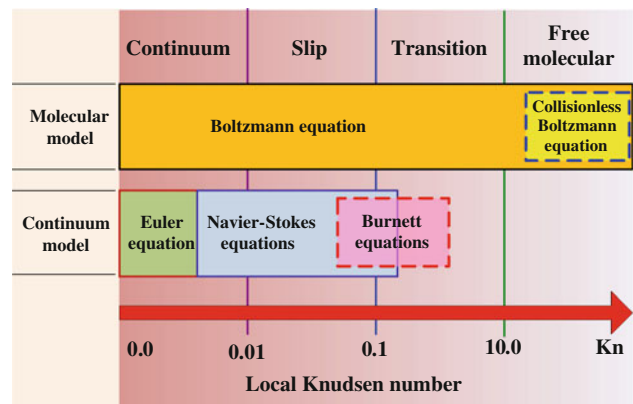 Continuum Slip Transition Free
molecular
Molecular
model
Boltzmann equation
Collisionless
Boltzmann
equation
Continuum
model
Euler
equation
Navier-Stokes
equations
Burnett
equations
0.0 0.01 0.1 10.0 Kn
Local Knudsen number